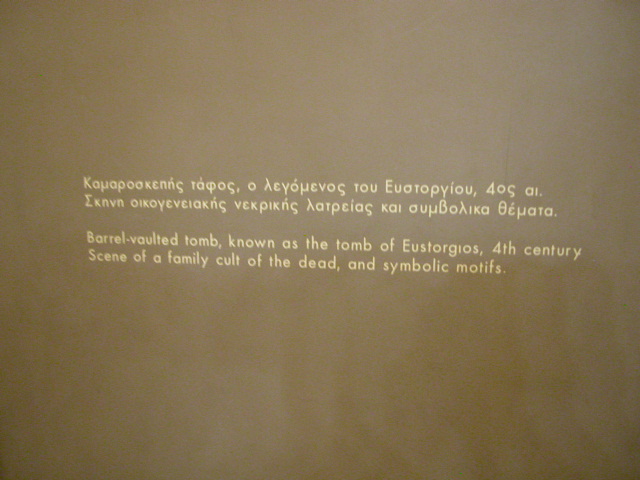 Καμαροσκεπής τάφος, ο λεγόμενος του Ευστοργίου, 4ος αι.
Σκηνη οικογενειακής νεκρικής λατρείας και συμβολικα θέματα.
Barrel-vaulted tomb, known as the tomb of Eustorgios, 4th century
Scene of a family cult of the dead, and symbolic motifs.